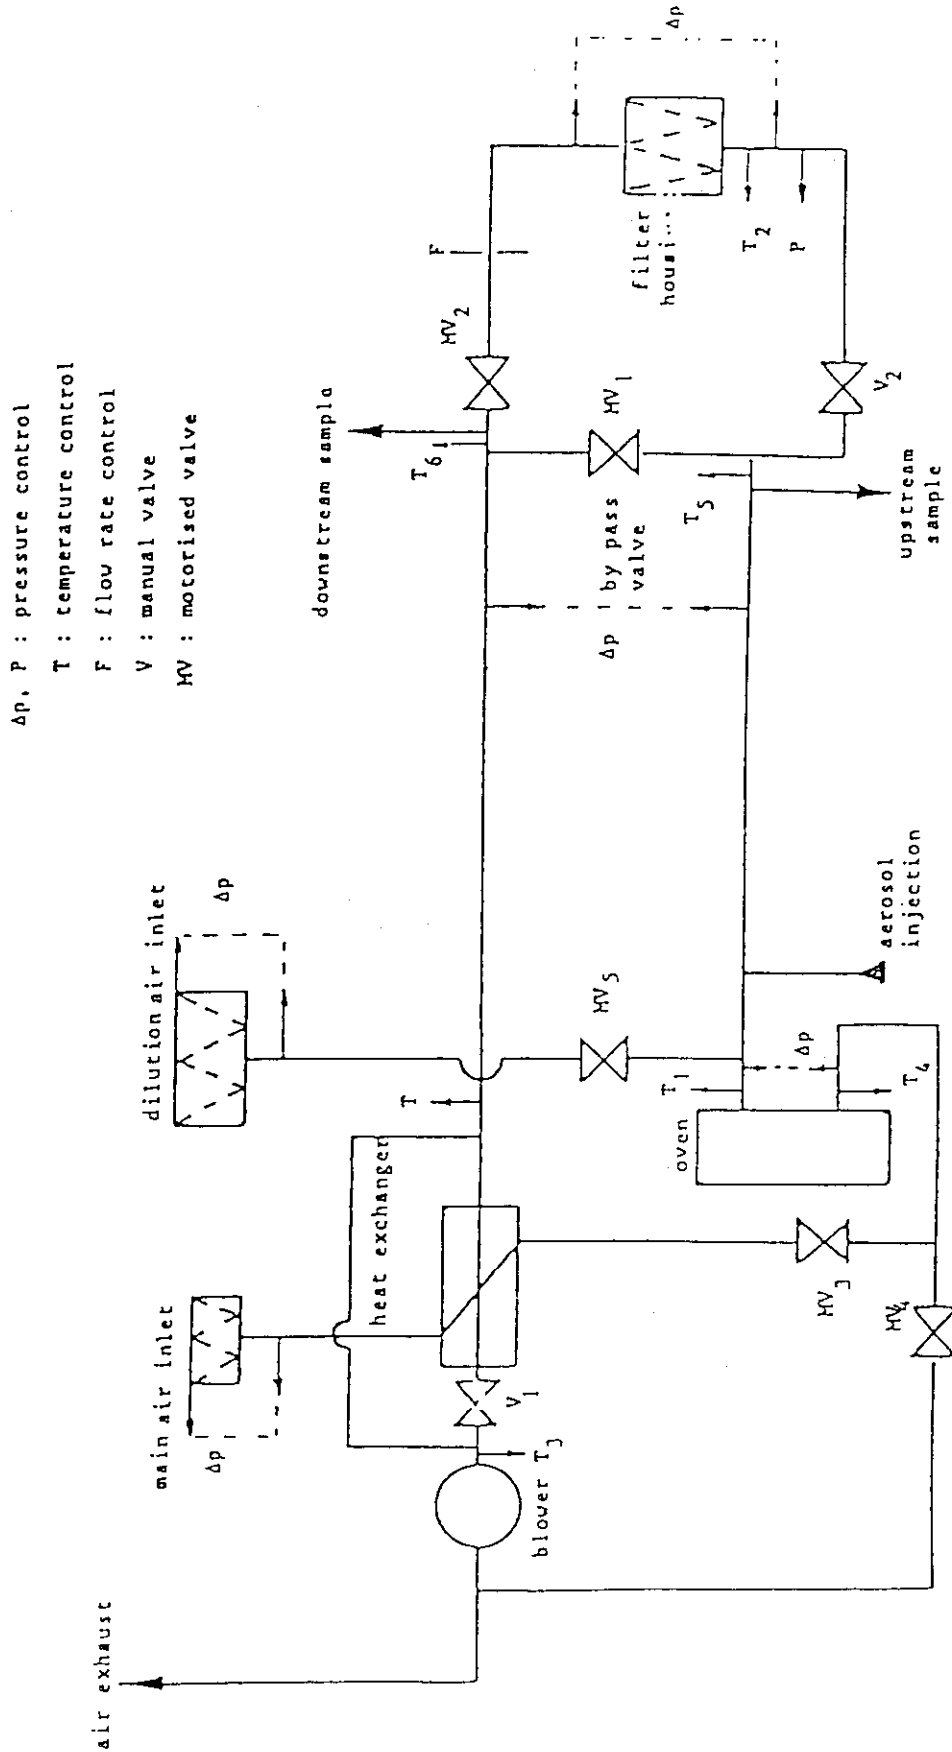 Δp, P : pressure control
T : temperature control
F : flow rate control
V : manual valve
MV : motorised valve
air exhaust
main air inlet
Δp
dilution air inlet
Δp
downstream sample
T6
MV2
F
Δp
heat exchanger
T
V1
T3
blower
MV5
Δp
by pass
valve
MV1
T5
filter
T2
P
V2
upstream
sample
oven
T1
Δp
T4
aerosol
injection
MV3
MV4